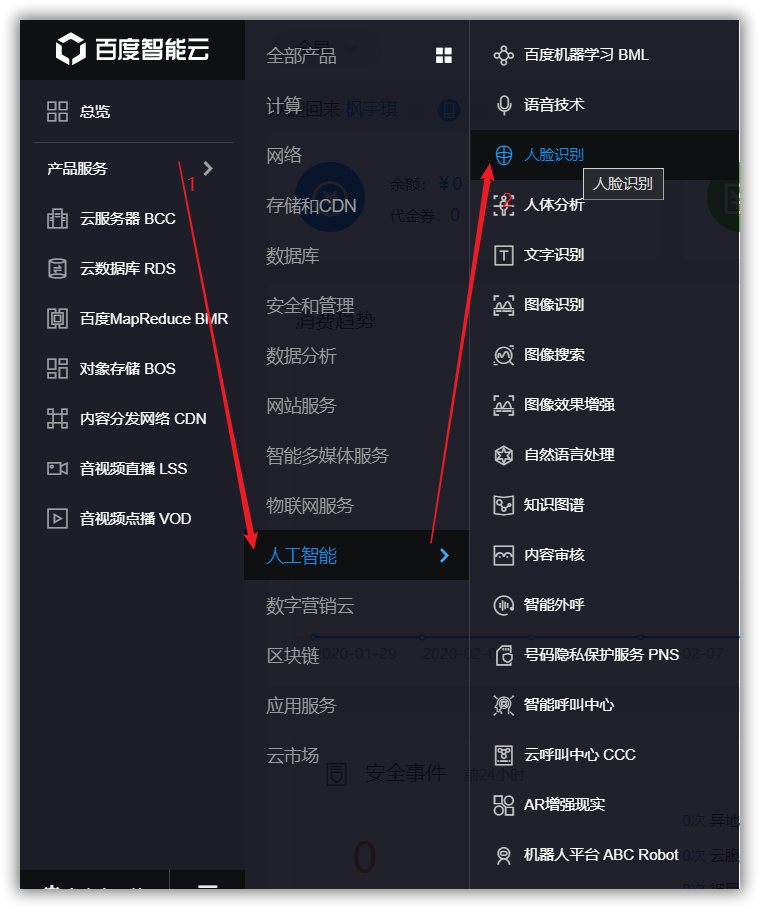 百度智能云
总览
产品服务
1
云服务器 BCC
云数据库 RDS
百度MapReduce BMR
对象存储 BOS
内容分发网络 CDN
音视频直播 LSS
音视频点播 VOD
全部产品
计算
网络
存储和CDN
数据库
安全和管理
数据分析
网站服务
智能多媒体服务
物联网服务
人工智能
数字营销云
区块链
应用服务
云市场
回来 枫宇琪
余额: ¥0
代金券: 0
消费趋势
2020-01-29
2020-02-0
02-07
安全事件 前24小时
0
0次 异地
0次 云服
0次
百度机器学习 BML
语音技术
人脸识别
人脸识别
2
人体分析
文字识别
图像识别
图像搜索
图像效果增强
自然语言处理
知识图谱
内容审核
智能外呼
号码隐私保护服务 PNS
智能呼叫中心
云呼叫中心 CCC
AR增强现实
机器人平台 ABC Robot